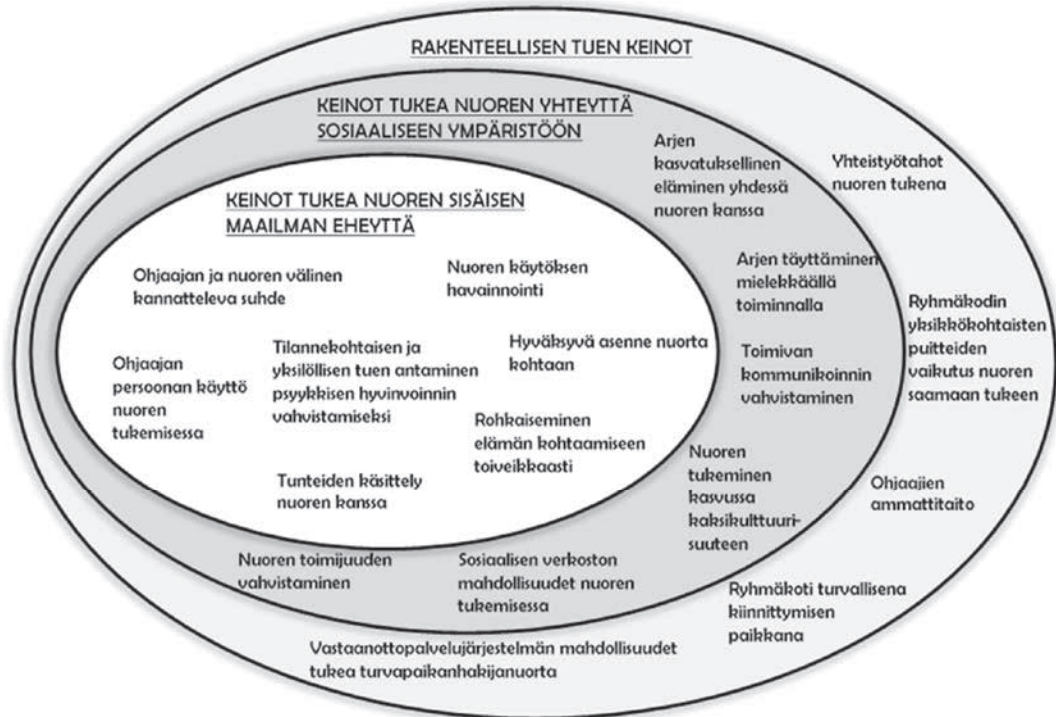 RAKENTEELLISEN TUEN KEINOT
KEINOT TUKEA NUOREN YHTEYTTÄ
SOSIAALISEEN YMPÄRISTÖÖN
Arjen
kasvatuksellinen
eläminen yhdessä
nuoren kanssa
Yhteistyötahot
nuoren tukena
KEINOT TUKEA NUOREN SISÄISEN
MAAILMAN EHEYTTÄ
Ohjaajan ja nuoren välinen
kannatteleva suhde
Nuoren käytöksen
havainnointi
Arjen täyttäminen
mielekkäällä
toiminnalla
Ryhmäkodin
yksikkökohtaisten
puitteiden
vaikutus nuoren
saamaan tukeen
Ohjaajan
persoonan käyttö
nuoren
tukemisessa
Tilannekohtaisen ja
yksilöllisen tuen antaminen
psyykkisen hyvinvoinnin
vahvistamiseksi
Hyväksyvä asenne nuorta
kohtaan
Toimivan
kommunikoinnin
vahvistaminen
Rohkaiseminen
elämän kohtaamiseen
toiveikkaasti
Tunteiden käsittely
nuoren kanssa
Nuoren
tukeminen
kasvussa
kaksikulttuuri-
suuteen
Ohjaajien
ammattitaito
Nuoren toimijuuden
vahvistaminen
Sosiaalisen verkoston
mahdollisuudet nuoren
tukemisessa
Ryhmäkoti turvallisena
kiinnittymisen
paikkana
Vastaanottopalvelujärjestelmän mahdollisuudet
tukea turvapaikanhakijanuorta